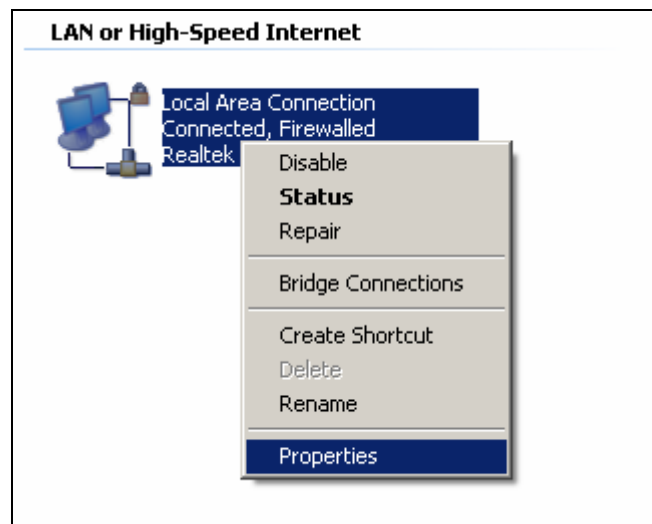 LAN or High-Speed Internet
Local Area Connection
Connected, Firewalled
Realtek
Disable
Status
Repair
Bridge Connections
Create Shortcut
Delete
Rename
Properties